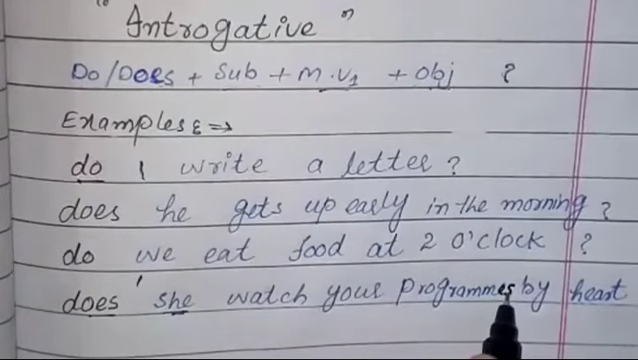 "Introgative"
Do/Does + Sub + m.v1 + obj ?
Examples :⇒
do I write a letter ?
does he gets up early in the morning ?
do we eat food at 2 o'clock ?
does 'she watch your programmes by heart